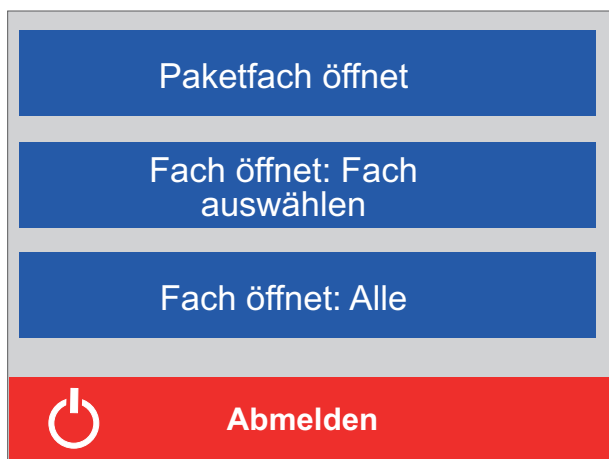 Paketfach öffnet
Fach öffnet: Fach
auswählen
Fach öffnet: Alle
Abmelden